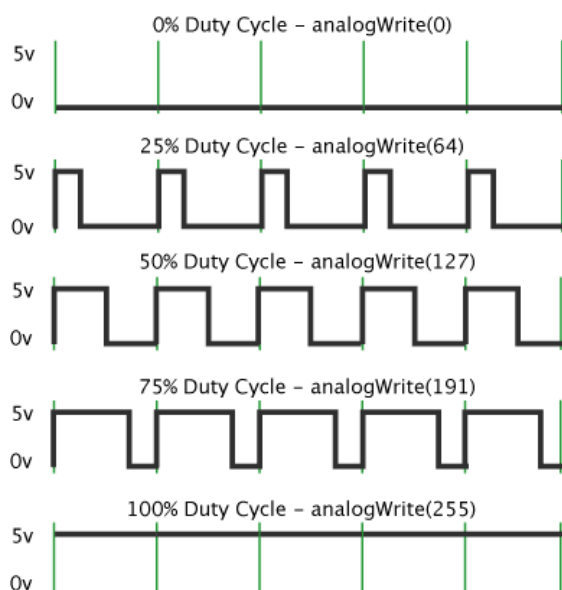 0% Duty Cycle – analogWrite(0)
5v
0v
25% Duty Cycle – analogWrite(64)
5v
0v
50% Duty Cycle – analogWrite(127)
5v
0v
75% Duty Cycle – analogWrite(191)
5v
0v
100% Duty Cycle – analogWrite(255)
5v
0v